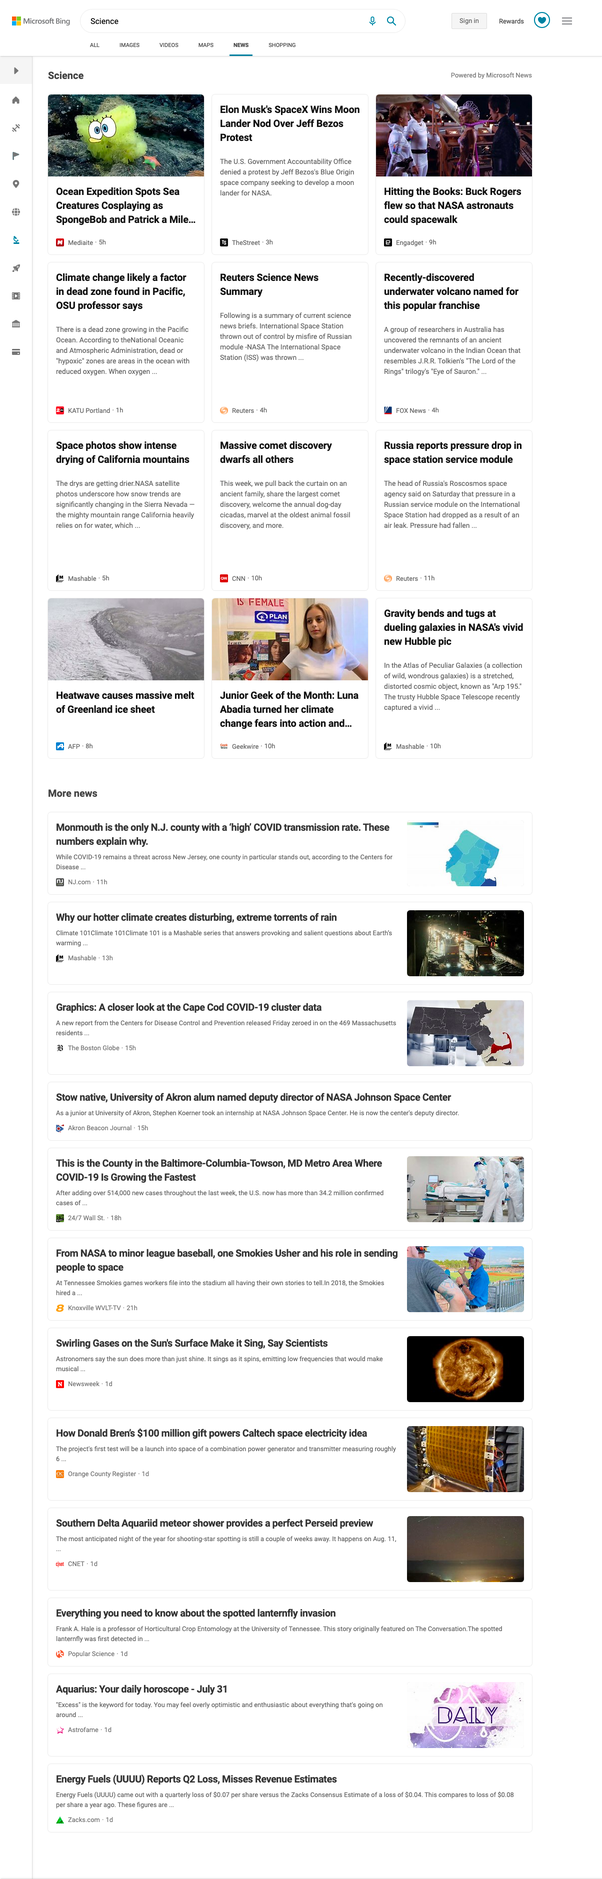 Microsoft Bing
Science
Sign in
Rewards
ALL
IMAGES
VIDEOS
MAPS
NEWS
SHOPPING
Science
Powered by Microsoft News
Ocean Expedition Spots Sea
Creatures Cosplaying as
SpongeBob and Patrick a Mile...
Mediaite · 5h
Elon Musk's SpaceX Wins Moon
Lander Nod Over Jeff Bezos
Protest
The U.S. Government Accountability Office
denied a protest by Jeff Bezos's Blue Origin
space company seeking to develop a moon
lander for NASA.
TheStreet · 3h
Hitting the Books: Buck Rogers
flew so that NASA astronauts
could spacewalk
Engadget · 9h
Climate change likely a factor
in dead zone found in Pacific,
OSU professor says
There is a dead zone growing in the Pacific
Ocean. According to theNational Oceanic
and Atmospheric Administration, dead or
"hypoxic" zones are areas in the ocean with
reduced oxygen. When oxygen ...
KATU Portland · 1h
Reuters Science News
Summary
Following is a summary of current science
news briefs. International Space Station
thrown out of control by misfire of Russian
module -NASA The International Space
Station (ISS) was thrown ...
Reuters · 4h
Recently-discovered
underwater volcano named for
this popular franchise
A group of researchers in Australia has
uncovered the remnants of an ancient
underwater volcano in the Indian Ocean that
resembles J.R.R. Tolkien's "The Lord of the
Rings" trilogy's "Eye of Sauron." ...
FOX News · 4h
Space photos show intense
drying of California mountains
The drys are getting drier.NASA satellite
photos underscore how snow trends are
significantly changing in the Sierra Nevada —
the mighty mountain range California heavily
relies on for water, which ...
Mashable · 5h
Massive comet discovery
dwarfs all others
This week, we pull back the curtain on an
ancient family, share the largest comet
discovery, welcome the annual dog-day
cicadas, marvel at the oldest animal fossil
discovery, and more.
CNN · 10h
Russia reports pressure drop in
space station service module
The head of Russia's Roscosmos space
agency said on Saturday that pressure in a
Russian service module on the International
Space Station had dropped as a result of an
air leak. Pressure had fallen ...
Reuters · 11h
Heatwave causes massive melt
of Greenland ice sheet
AFP · 8h
IS FEMALE
PLAN
Junior Geek of the Month: Luna
Abadia turned her climate
change fears into action and...
Geekwire · 10h
Gravity bends and tugs at
dueling galaxies in NASA's vivid
new Hubble pic
In the Atlas of Peculiar Galaxies (a collection
of wild, wondrous galaxies) is a stretched,
distorted cosmic object, known as "Arp 195."
The trusty Hubble Space Telescope recently
captured a vivid ...
Mashable · 10h
More news
Monmouth is the only N.J. county with a 'high' COVID transmission rate. These
numbers explain why.
While COVID-19 remains a threat across New Jersey, one county in particular stands out, according to the Centers for
Disease ...
NJ.com · 11h
Why our hotter climate creates disturbing, extreme torrents of rain
Climate 101Climate 101Climate 101 is a Mashable series that answers provoking and salient questions about Earth's
warming ...
Mashable · 13h
Graphics: A closer look at the Cape Cod COVID-19 cluster data
A new report from the Centers for Disease Control and Prevention released Friday zeroed in on the 469 Massachusetts
residents ...
The Boston Globe · 15h
Stow native, University of Akron alum named deputy director of NASA Johnson Space Center
As a junior at University of Akron, Stephen Koerner took an internship at NASA Johnson Space Center. He is now the center's deputy director.
Akron Beacon Journal · 15h
This is the County in the Baltimore-Columbia-Towson, MD Metro Area Where
COVID-19 Is Growing the Fastest
After adding over 514,000 new cases throughout the last week, the U.S. now has more than 34.2 million confirmed
cases of ...
24/7 Wall St. · 18h
From NASA to minor league baseball, one Smokies Usher and his role in sending
people to space
At Tennessee Smokies games workers file into the stadium all having their own stories to tell.In 2018, the Smokies
hired a ...
Knoxville WVLT-TV · 21h
Swirling Gases on the Sun's Surface Make it Sing, Say Scientists
Astronomers say the sun does more than just shine. It sings as it spins, emitting low frequencies that would make
musical ...
Newsweek · 1d
How Donald Bren's $100 million gift powers Caltech space electricity idea
The project's first test will be a launch into space of a combination power generator and transmitter measuring roughly
6 ...
Orange County Register · 1d
Southern Delta Aquariid meteor shower provides a perfect Perseid preview
The most anticipated night of the year for shooting-star spotting is still a couple of weeks away. It happens on Aug. 11,
...
CNET · 1d
Everything you need to know about the spotted lanternfly invasion
Frank A. Hale is a professor of Horticultural Crop Entomology at the University of Tennessee. This story originally featured on The Conversation.The spotted
lanternfly was first detected in ...
Popular Science · 1d
Aquarius: Your daily horoscope - July 31
"Excess" is the keyword for today. You may feel overly optimistic and enthusiastic about everything that's going on
around ...
Astrofame · 1d
DAILY
Energy Fuels (UUUU) Reports Q2 Loss, Misses Revenue Estimates
Energy Fuels (UUUU) came out with a quarterly loss of $0.07 per share versus the Zacks Consensus Estimate of a loss of $0.04. This compares to loss of $0.08
per share a year ago. These figures are ...
Zacks.com · 1d